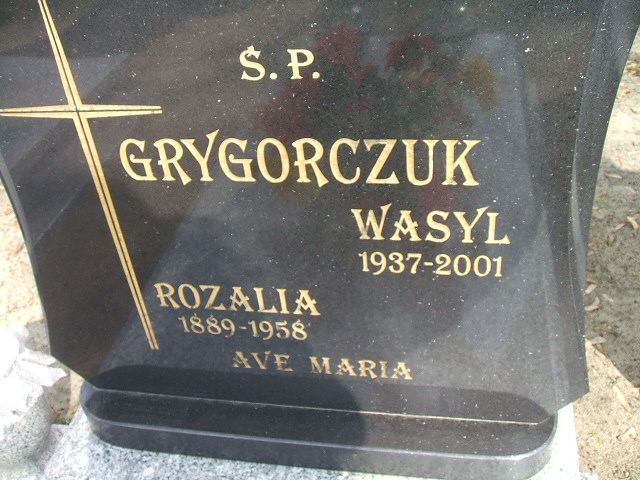 S.P.
GRYGORCZUK
WASYL
1937-2001
ROZALIA
1889-1958
AVE MARIA